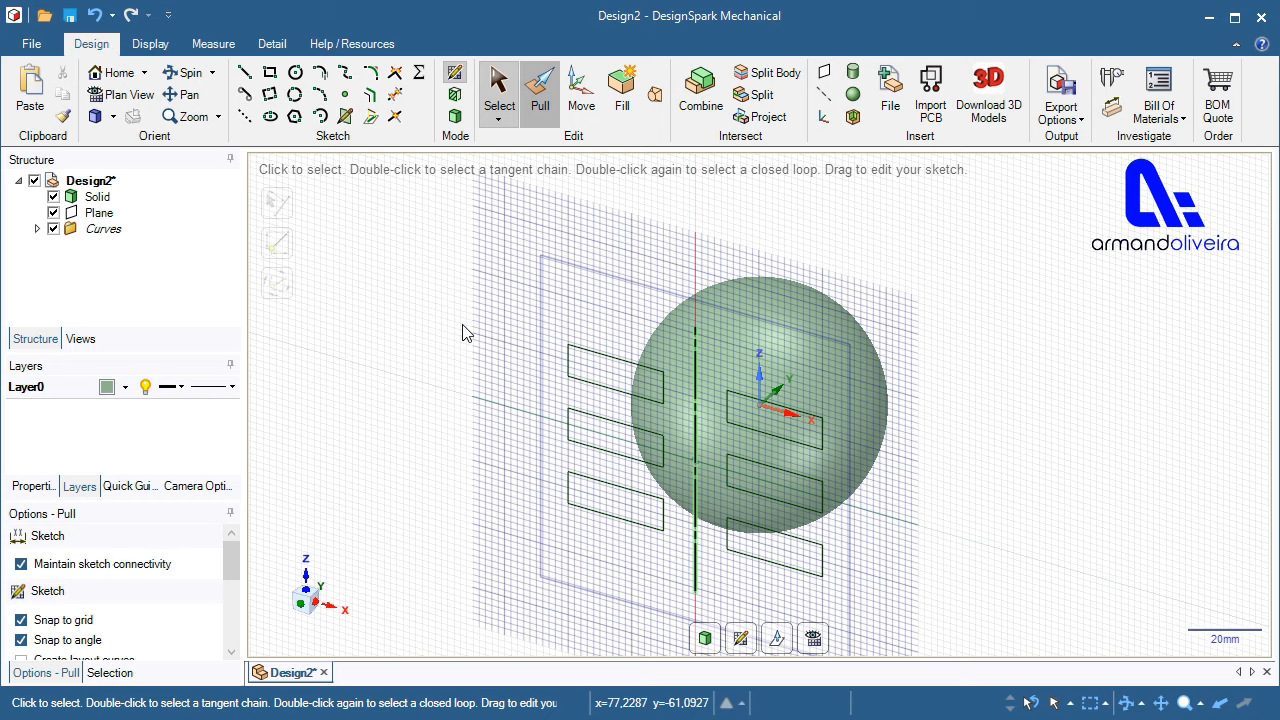 Design2 - DesignSpark Mechanical
File Design Display Measure Detail Help / Resources
Paste
Clipboard
Home Spin
Plan View Pan
Zoom
Orient
Sketch
Mode
Select Pull Move Fill
Edit
Combine
Split Body
Split
Project
Intersect
File Import PCB
3D
Download 3D Models
Insert
Export Options
Output
Bill Of Materials
Investigate
BOM Quote
Order
Structure
Design2*
Solid
Plane
Curves
Structure Views
Layers
Layer0
Properti... Layers Quick Gui... Camera Opti...
Options - Pull
Sketch
Maintain sketch connectivity
Sketch
Snap to grid
Snap to angle
Create layout curves
Options - Pull Selection
Click to select. Double-click to select a tangent chain. Double-click again to select a closed loop. Drag to edit your sketch.
armandoliveira
Z
Y
X
Z
Y
X
20mm
Design2*
Click to select. Double-click to select a tangent chain. Double-click again to select a closed loop. Drag to edit you
x=77,2287 y=-61,0927